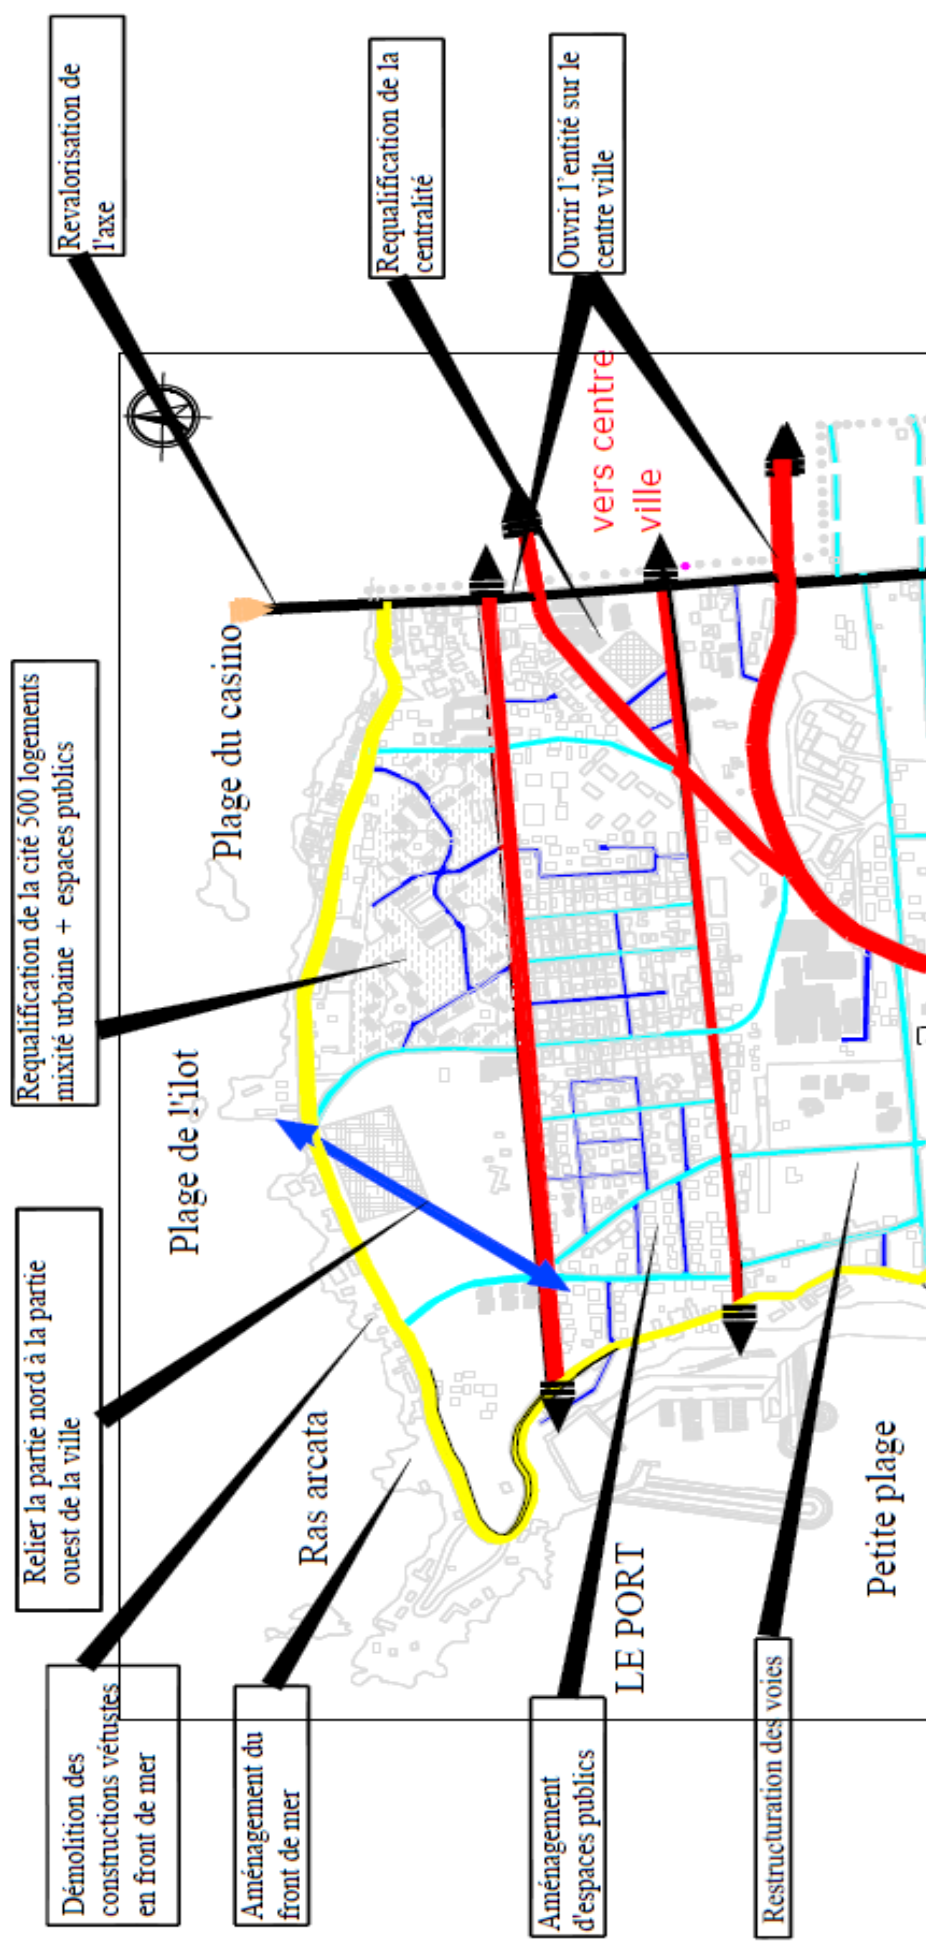 Démolition des
constructions vétustes
en front de mer
Relier la partie nord à la partie
ouest de la ville
Requalification de la cité 500 logements
mixité urbaine + espaces publics
Revalorisation de
l'axe
Plage de l'ilot
Plage du casino
Aménagement du
front de mer
Ras arcata
Requalification de la
centralité
Aménagement
d'espaces publics
LE PORT
vers centre
ville
Ouvrir l'entité sur le
centre ville
Restructuration des voies
Petite plage